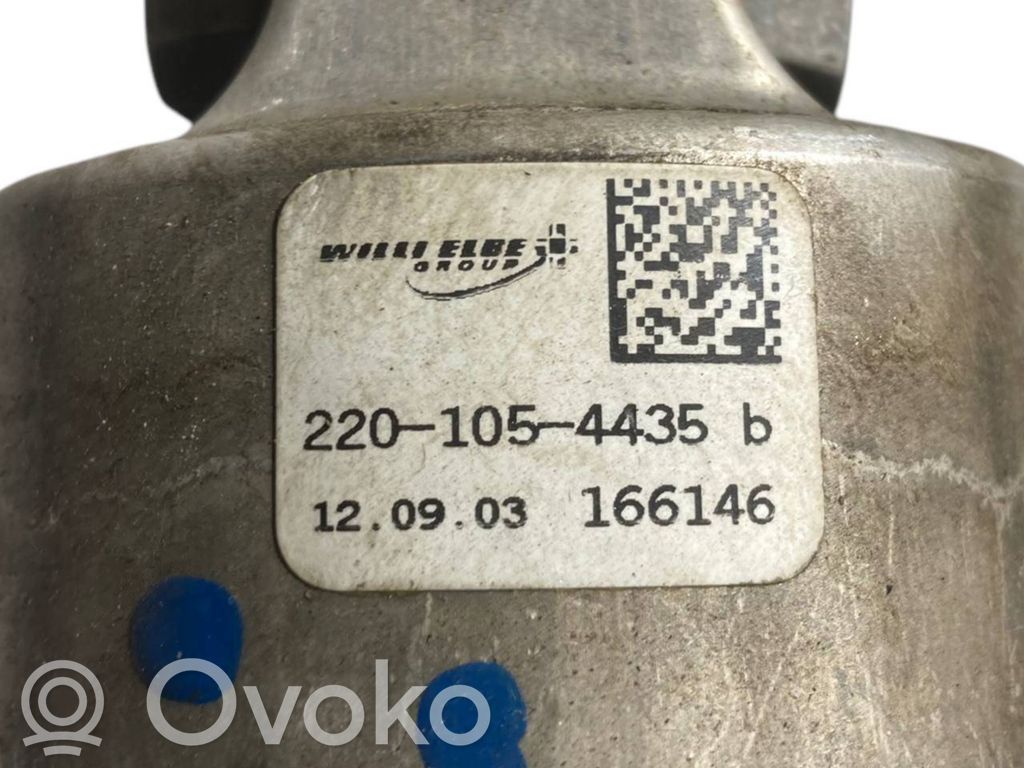 WILLI ELBE
GROUP
220-105-4435 b
12.09.03 166146
Ovoko